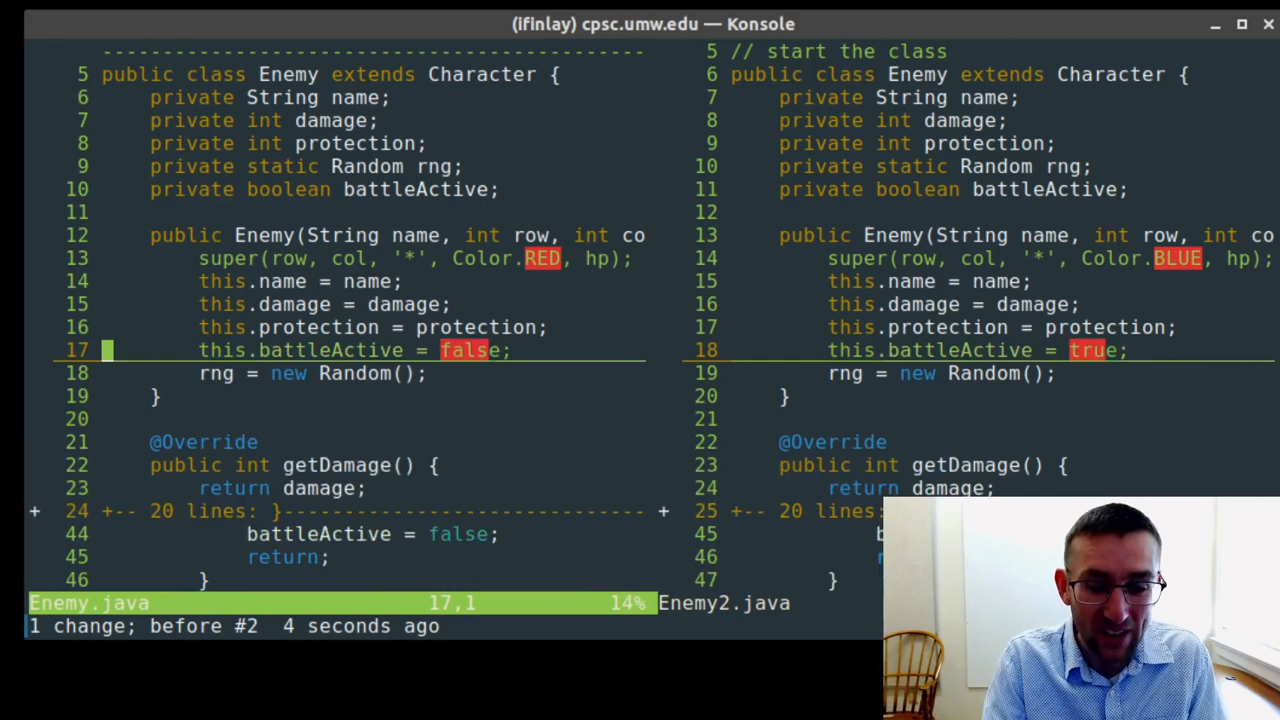 (ifinlay) cpsc.umw.edu — Konsole
-----------------------------------------------
5 public class Enemy extends Character {
6 private String name;
7 private int damage;
8 private int protection;
9 private static Random rng;
10 private boolean battleActive;
11
12 public Enemy(String name, int row, int co
13 super(row, col, '*', Color.RED, hp);
14 this.name = name;
15 this.damage = damage;
16 this.protection = protection;
17 this.battleActive = false;
18 rng = new Random();
19 }
20
21 @Override
22 public int getDamage() {
23 return damage;
+ 24 +-- 20 lines: }------------------------------
44 battleActive = false;
45 return;
46 }
Enemy.java 17,1 14%
1 change; before #2 4 seconds ago
5 // start the class
6 public class Enemy extends Character {
7 private String name;
8 private int damage;
9 private int protection;
10 private static Random rng;
11 private boolean battleActive;
12
13 public Enemy(String name, int row, int co
14 super(row, col, '*', Color.BLUE, hp);
15 this.name = name;
16 this.damage = damage;
17 this.protection = protection;
18 this.battleActive = true;
19 rng = new Random();
20 }
21
22 @Override
23 public int getDamage() {
24 return damage;
+ 25 +-- 20 lines:
45
46
47 }
Enemy2.java